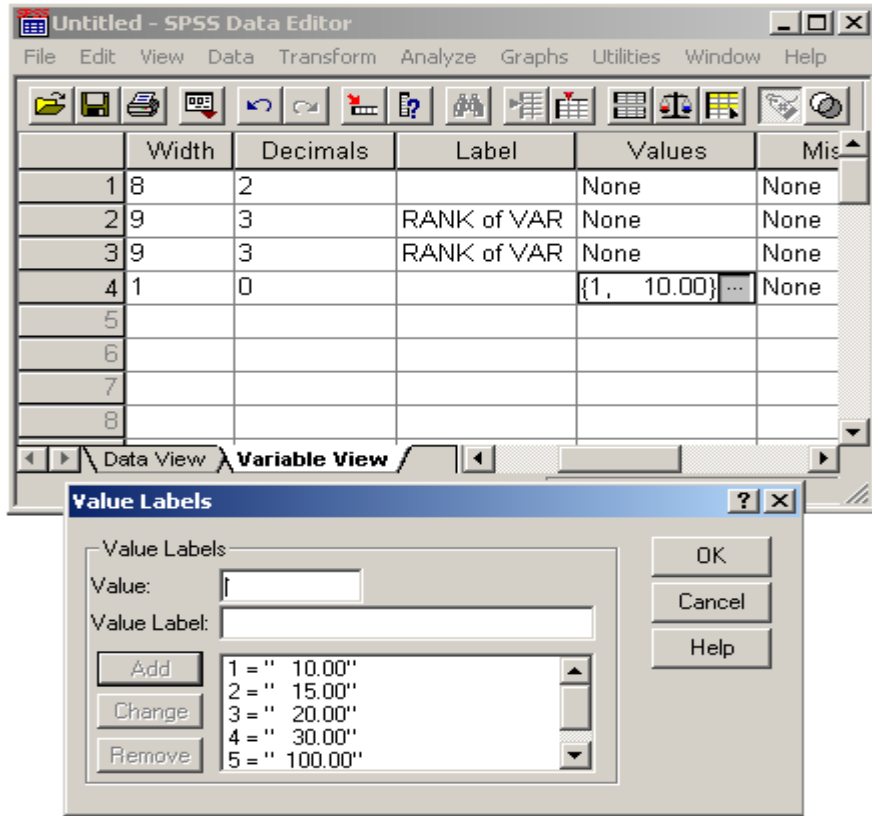 Untitled - SPSS Data Editor
File Edit View Data Transform Analyze Graphs Utilities Window Help
Width Decimals Label Values Mis
1 8 2 None None
2 9 3 RANK of VAR None None
3 9 3 RANK of VAR None None
4 1 0 {1, 10.00} ... None
5
6
7
8
Data View Variable View
Value Labels
Value Labels
OK
Value:
Cancel
Value Label:
Help
Add
1 = " 10.00"
2 = " 15.00"
Change
3 = " 20.00"
4 = " 30.00"
Remove
5 = " 100.00"